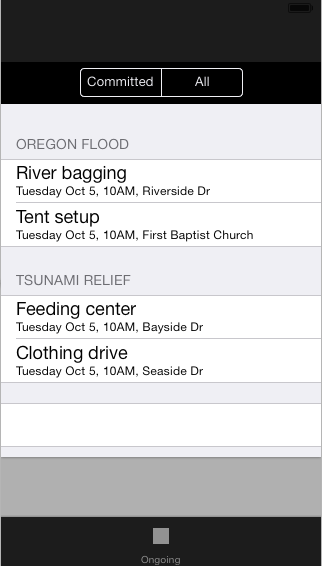 Committed All
OREGON FLOOD
River bagging
Tuesday Oct 5, 10AM, Riverside Dr
Tent setup
Tuesday Oct 5, 10AM, First Baptist Church
TSUNAMI RELIEF
Feeding center
Tuesday Oct 5, 10AM, Bayside Dr
Clothing drive
Tuesday Oct 5, 10AM, Seaside Dr
Ongoing